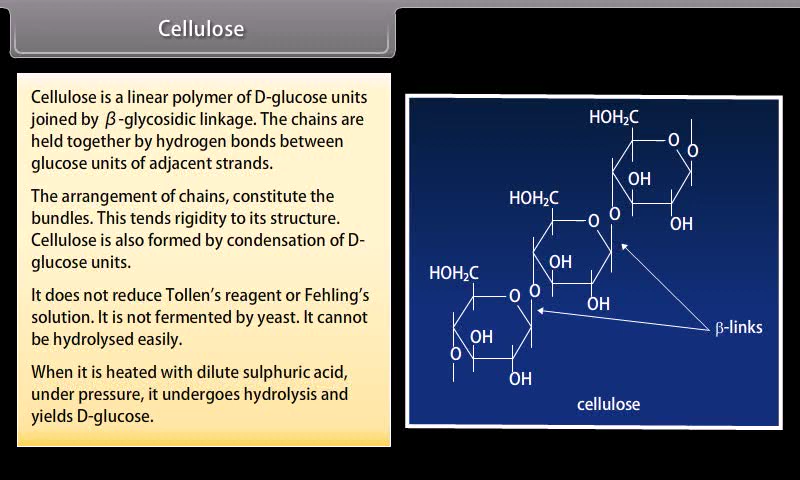 Cellulose
Cellulose is a linear polymer of D-glucose units
joined by β-glycosidic linkage. The chains are
held together by hydrogen bonds between
glucose units of adjacent strands.
The arrangement of chains, constitute the
bundles. This tends rigidity to its structure.
Cellulose is also formed by condensation of D-
glucose units.
It does not reduce Tollen's reagent or Fehling's
solution. It is not fermented by yeast. It cannot
be hydrolysed easily.
When it is heated with dilute sulphuric acid,
under pressure, it undergoes hydrolysis and
yields D-glucose.
HOH₂C
O
O
OH
OH
HOH₂C
O
O
OH
OH
HOH₂C
O
O
OH
O
OH
β-links
cellulose